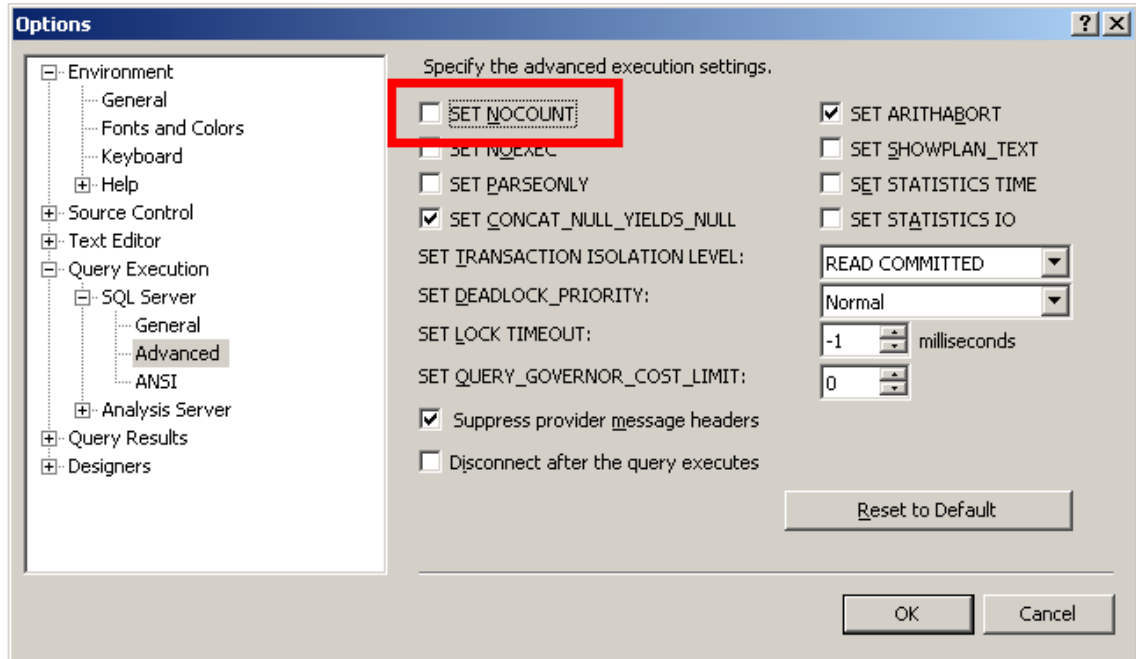 Options
Environment
General
Fonts and Colors
Keyboard
Help
Source Control
Text Editor
Query Execution
SQL Server
General
Advanced
ANSI
Analysis Server
Query Results
Designers
Specify the advanced execution settings.
SET NOCOUNT
SET NOEXEC
SET PARSEONLY
SET CONCAT_NULL_YIELDS_NULL
SET ARITHABORT
SET SHOWPLAN_TEXT
SET STATISTICS TIME
SET STATISTICS IO
SET TRANSACTION ISOLATION LEVEL: READ COMMITTED
SET DEADLOCK_PRIORITY: Normal
SET LOCK TIMEOUT: -1 milliseconds
SET QUERY_GOVERNOR_COST_LIMIT: 0
Suppress provider message headers
Disconnect after the query executes
Reset to Default
OK Cancel